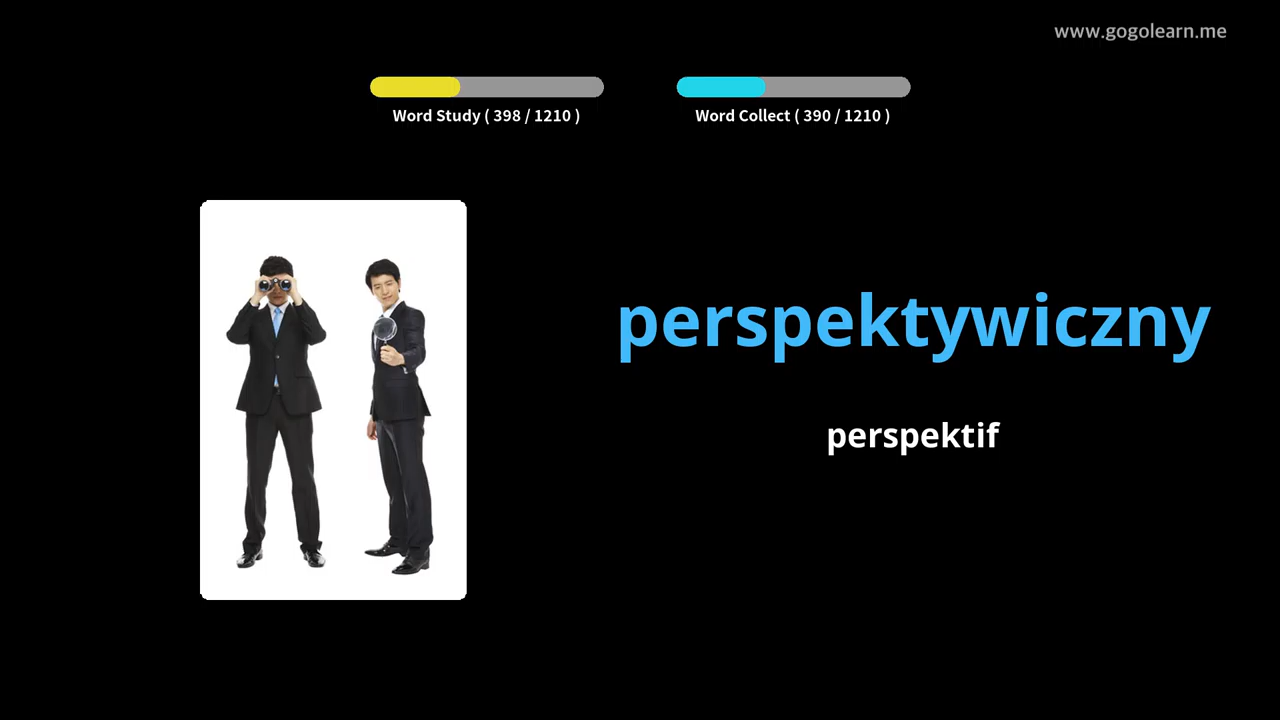 www.gogolearn.me
Word Study ( 398 / 1210 )
Word Collect ( 390 / 1210 )
perspektywiczny
perspektif